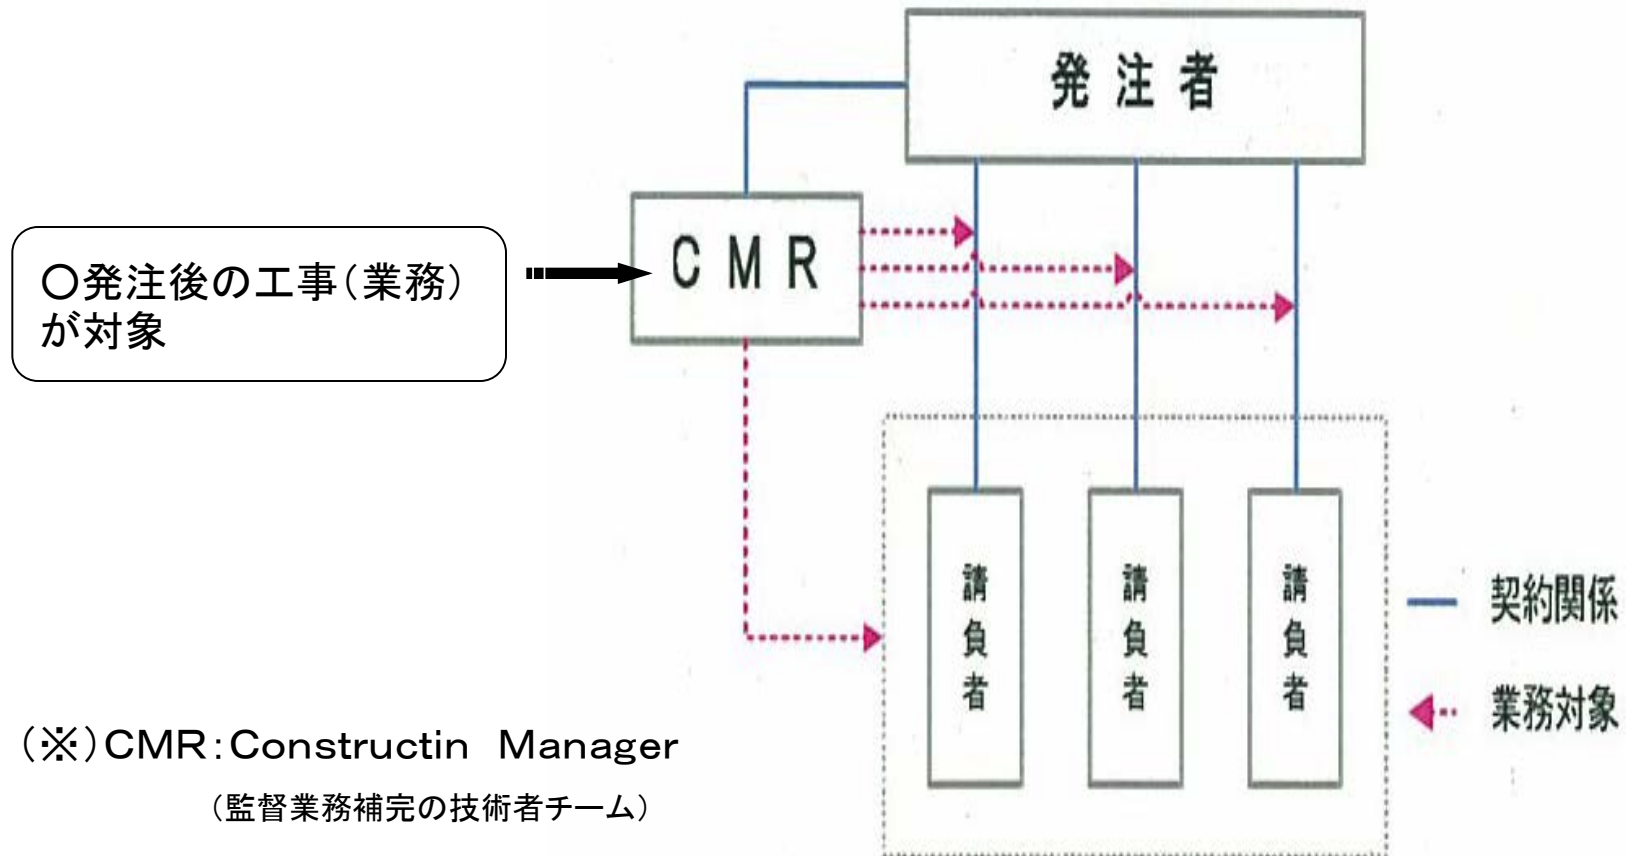 発注者
CMR
○発注後の工事(業務)
が対象
請負者
請負者
請負者
契約関係
業務対象
(※)CMR:Constructin Manager
(監督業務補完の技術者チーム)